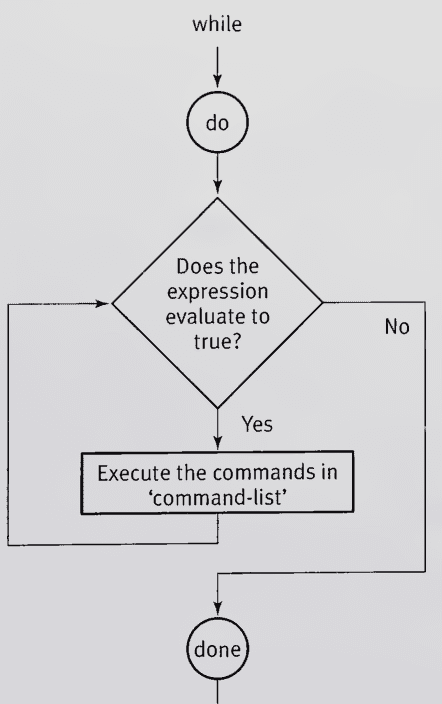 while
do
Does the
expression
evaluate to
true?
No
Yes
Execute the commands in
‘command-list’
done